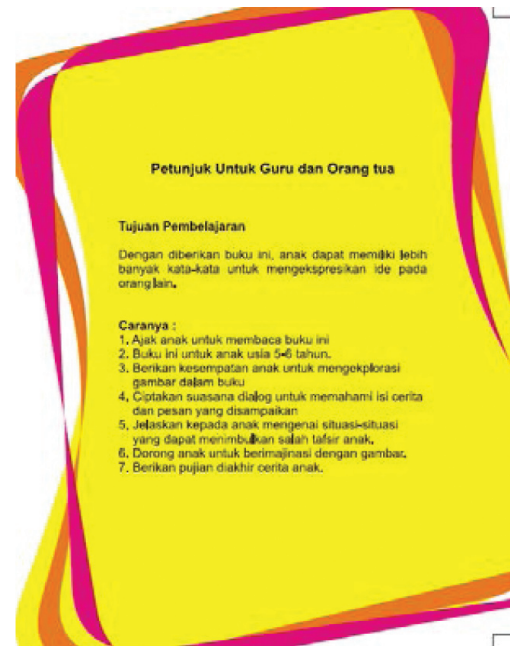 Petunjuk Untuk Guru dan Orang tua
Tujuan Pembelajaran
Dengan diberikan buku ini, anak dapat memiliki lebih
banyak kata-kata untuk mengekspresikan ide pada
orang lain.
Caranya :
1. Ajak anak untuk membaca buku ini
2. Buku ini untuk anak usia 5-6 tahun.
3. Berikan kesempatan anak untuk mengekplorasi
gambar dalam buku
4. Ciptakan suasana dialog untuk memahami isi cerita
dan pesan yang disampaikan
5. Jelaskan kepada anak mengenai situasi-situasi
yang dapat menimbulkan salah tafsir anak.
6. Dorong anak untuk berimajinasi dengan gambar.
7. Berikan pujian diakhir cerita anak.